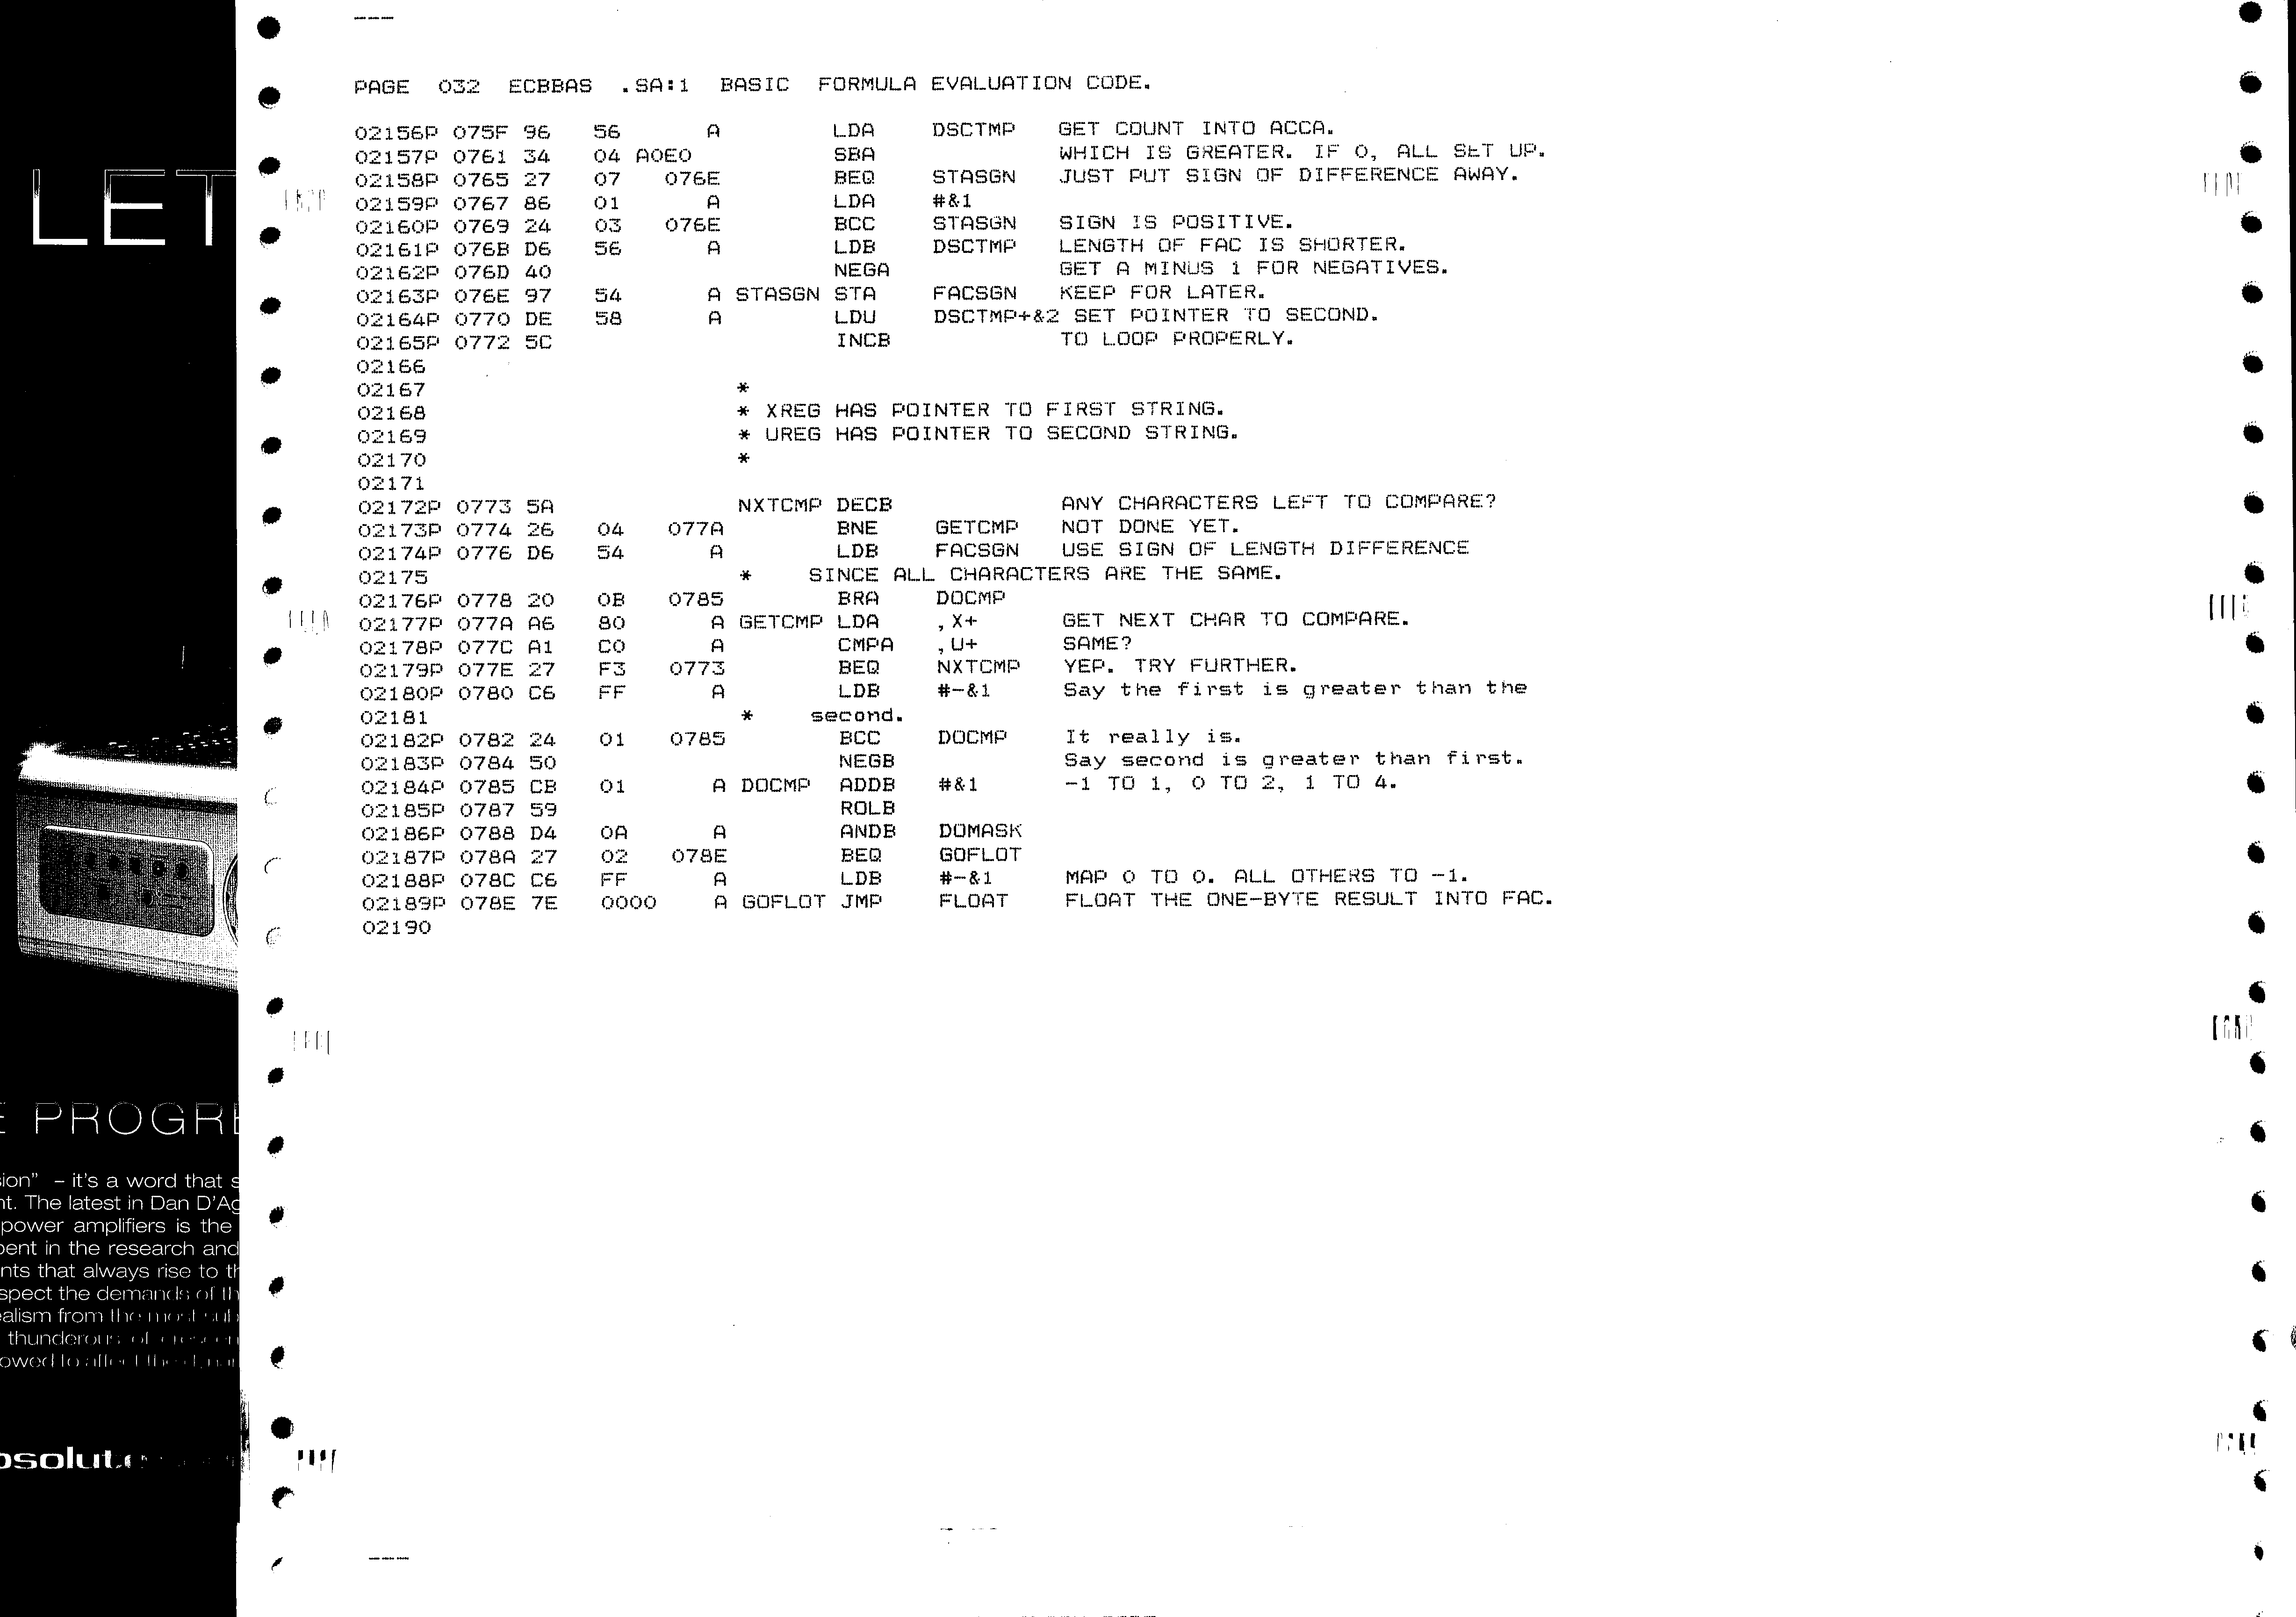 PAGE 032 ECBBAS .SA:1 BASIC FORMULA EVALUATION CODE.
02156P 075F 96 56 A LDA DSCTMP GET COUNT INTO ACCA.
02157P 0761 34 04 A0E0 SBA WHICH IS GREATER. IF 0, ALL SET UP.
02158P 0765 27 07 076E BEQ STASGN JUST PUT SIGN OF DIFFERENCE AWAY.
02159P 0767 86 01 A LDA #&1
02160P 0769 24 03 076E BCC STASGN SIGN IS POSITIVE.
02161P 076B D6 56 A LDB DSCTMP LENGTH OF FAC IS SHORTER.
02162P 076D 40 NEGA GET A MINUS 1 FOR NEGATIVES.
02163P 076E 97 54 A STASGN STA FACSGN KEEP FOR LATER.
02164P 0770 DE 58 A LDU DSCTMP+&2 SET POINTER TO SECOND.
02165P 0772 5C INCB TO LOOP PROPERLY.
02166
02167 *
02168 * XREG HAS POINTER TO FIRST STRING.
02169 * UREG HAS POINTER TO SECOND STRING.
02170 *
02171
02172P 0773 5A NXTCMP DECB ANY CHARACTERS LEFT TO COMPARE?
02173P 0774 26 04 077A BNE GETCMP NOT DONE YET.
02174P 0776 D6 54 A LDB FACSGN USE SIGN OF LENGTH DIFFERENCE
02175 * SINCE ALL CHARACTERS ARE THE SAME.
02176P 0778 20 0B 0785 BRA DOCMP
02177P 077A A6 80 A GETCMP LDA ,X+ GET NEXT CHAR TO COMPARE.
02178P 077C A1 C0 A CMPA ,U+ SAME?
02179P 077E 27 F3 0773 BEQ NXTCMP YEP. TRY FURTHER.
02180P 0780 C6 FF A LDB #-&1 Say the first is greater than the
02181 * second.
02182P 0782 24 01 0785 BCC DOCMP It really is.
02183P 0784 50 NEGB Say second is greater than first.
02184P 0785 CB 01 A DOCMP ADDB #&1 -1 TO 1, 0 TO 2, 1 TO 4.
02185P 0787 59 ROLB
02186P 0788 D4 0A A ANDB DOMASK
02187P 078A 27 02 078E BEQ GOFLOT
02188P 078C C6 FF A LDB #-&1 MAP 0 TO 0. ALL OTHERS TO -1.
02189P 078E 7E 0000 A GOFLOT JMP FLOAT FLOAT THE ONE-BYTE RESULT INTO FAC.
02190
LET
E PROGRE
sion" – it's a word that s
nt. The latest in Dan D'Ag
power amplifiers is the
pent in the research and
nts that always rise to th
spect the demands of th
ealism from the most sub
thunderous of crescen
owed to affect the
bsolut